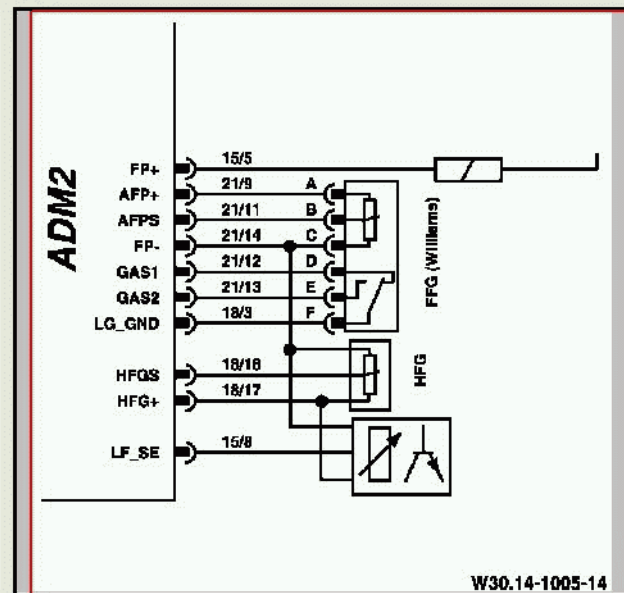 ADM2
FP+ 15/5
AFP+ 21/9 A
AFPS 21/11 B
FP- 21/14 C
GAS1 21/12 D
GAS2 21/13 E
LG_GND 18/3 F
FFG (Williams)
HFGS 18/18
HFG+ 18/17
HFG
LF_SE 15/8
W30.14-1005-14